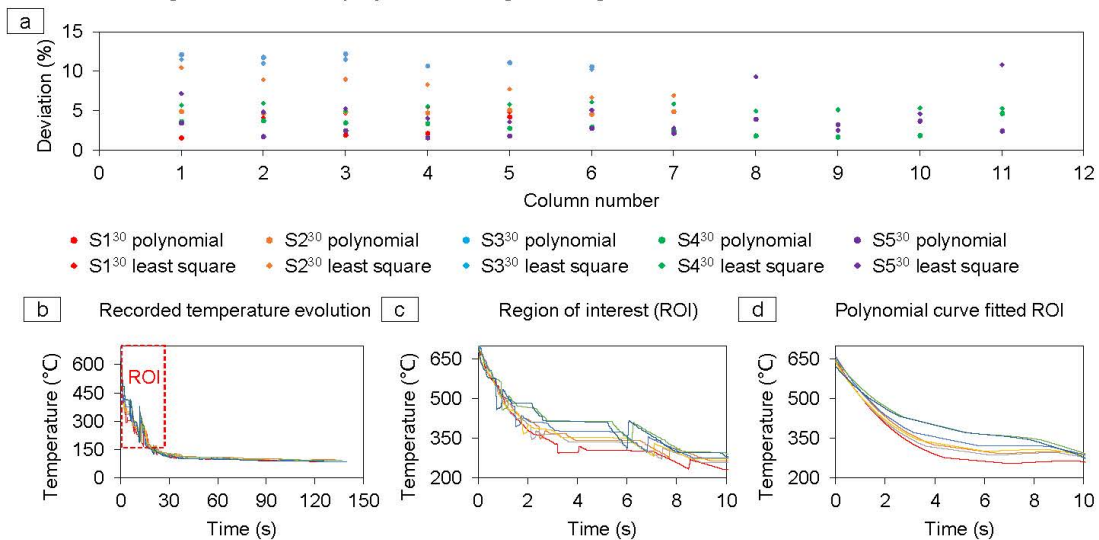 a
Deviation (%)
15
10
5
0
0 1 2 3 4 5 6 7 8 9 10 11 12
Column number
S1³⁰ polynomial S2³⁰ polynomial S3³⁰ polynomial S4³⁰ polynomial S5³⁰ polynomial
S1³⁰ least square S2³⁰ least square S3³⁰ least square S4³⁰ least square S5³⁰ least square
b Recorded temperature evolution
Temperature (°C)
600
450
300
150
0
ROI
0 30 60 90 120 150
Time (s)
c Region of interest (ROI)
Temperature (°C)
650
500
350
200
0 2 4 6 8 10
Time (s)
d Polynomial curve fitted ROI
Temperature (°C)
650
500
350
200
0 2 4 6 8 10
Time (s)